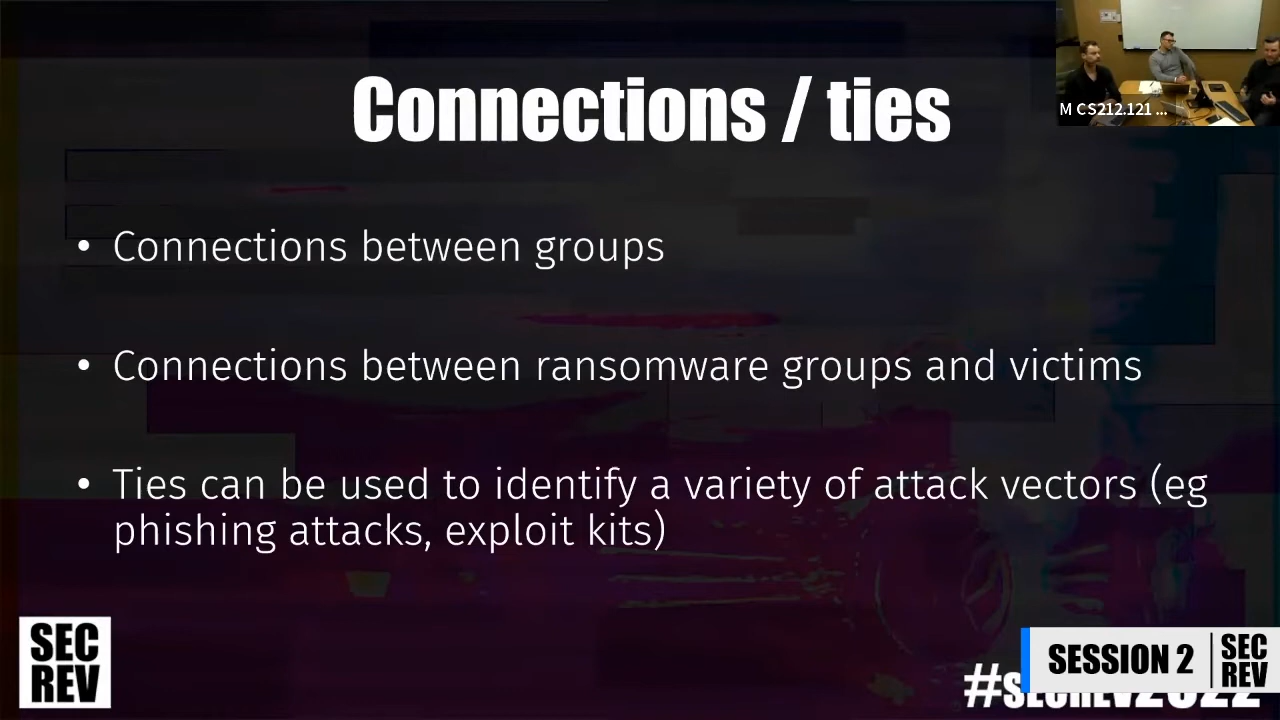 Connections / ties
M CS212.121 ...
• Connections between groups
• Connections between ransomware groups and victims
• Ties can be used to identify a variety of attack vectors (eg
phishing attacks, exploit kits)
SEC
REV
SESSION 2
SEC
REV
#SECREV2022